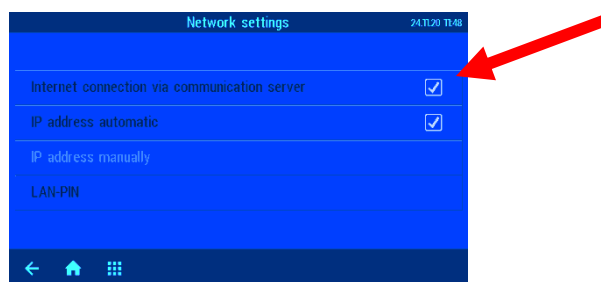 Network settings
24.11.20 11:48
Internet connection via communication server
IP address automatic
IP address manually
LAN-PIN